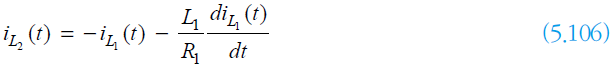 $i_{L_2}(t) = -i_{L_1}(t) - \frac{L_1}{R_1} \frac{di_{L_1}(t)}{dt}$ (5.106)